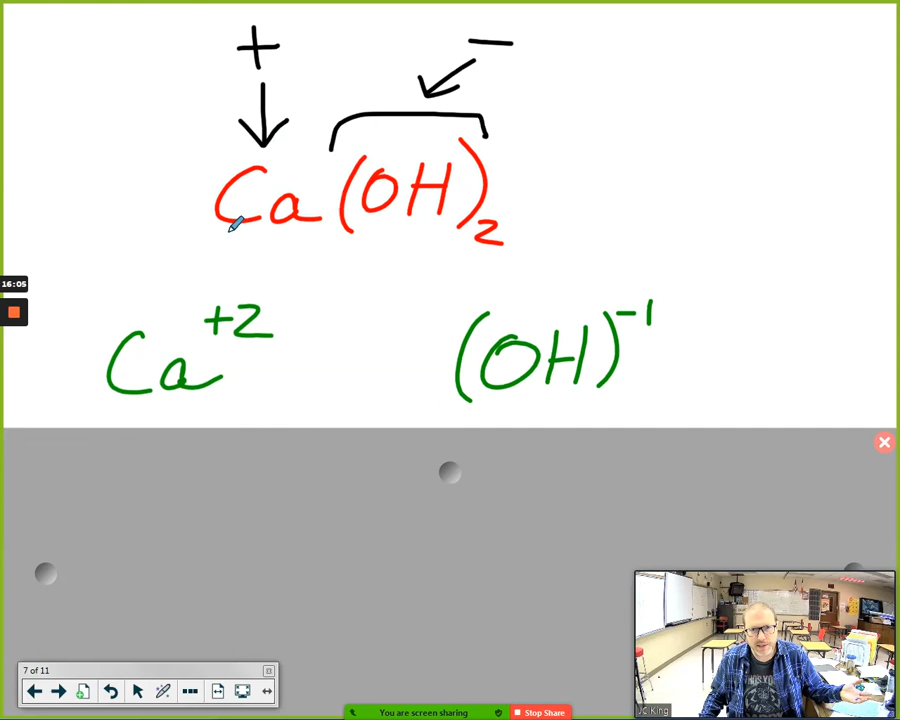 + −
Ca(OH)₂
16:05
Ca⁺² (OH)⁻¹
7 of 11
You are screen sharing
Stop Share
JC King